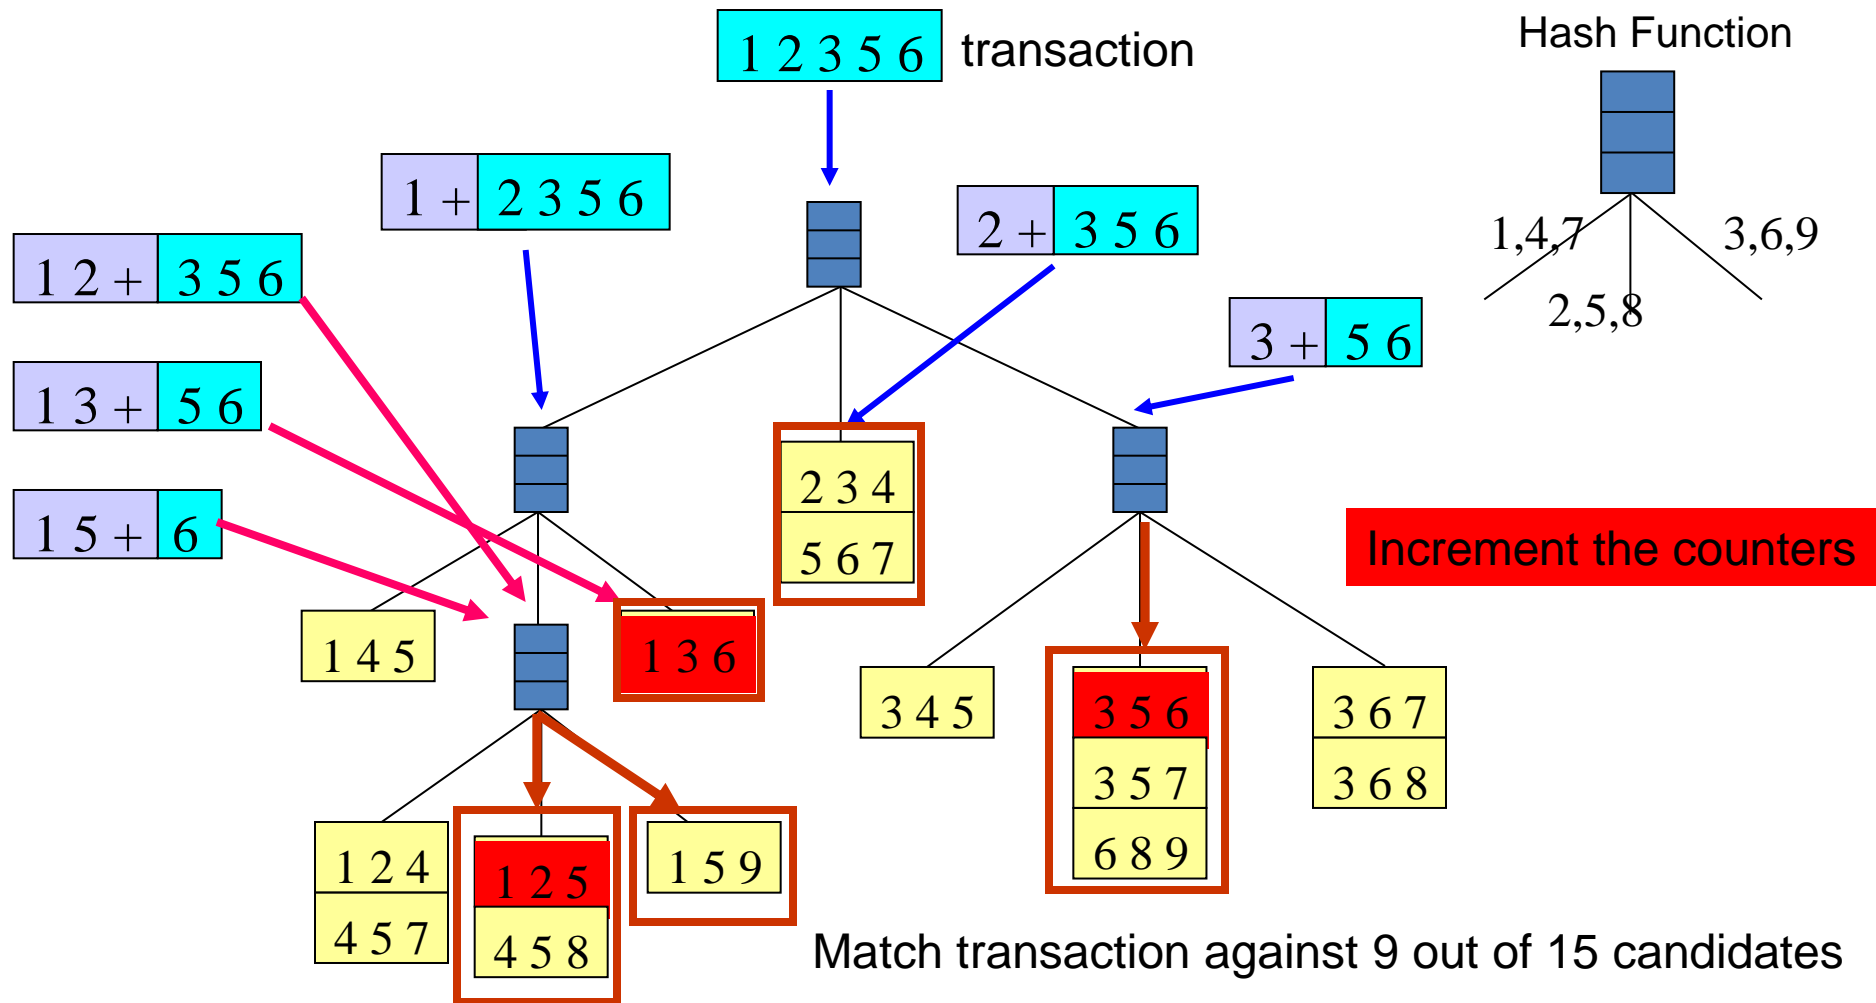 1 2 3 5 6 transaction
Hash Function
1,4,7
3,6,9
2,5,8
1 + 2 3 5 6
2 + 3 5 6
3 + 5 6
1 2 + 3 5 6
1 3 + 5 6
1 5 + 6
2 3 4
5 6 7
Increment the counters
1 4 5
1 3 6
3 4 5
3 5 6
3 5 7
6 8 9
3 6 7
3 6 8
1 2 4
4 5 7
1 2 5
4 5 8
1 5 9
Match transaction against 9 out of 15 candidates